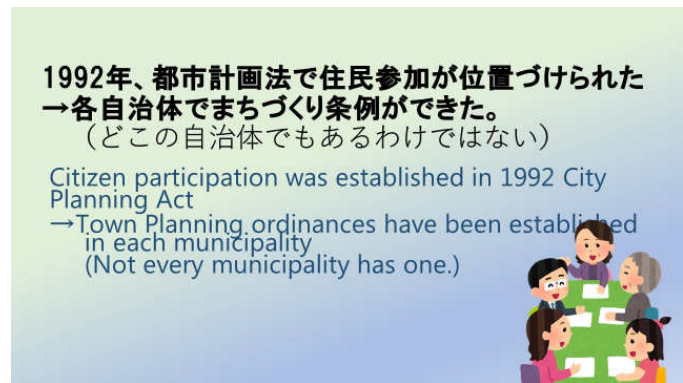 1992年、都市計画法で住民参加が位置づけられた
→各自治体でまちづくり条例ができた。
（どこの自治体でもあるわけではない）
Citizen participation was established in 1992 City
Planning Act
→Town Planning ordinances have been established
in each municipality
(Not every municipality has one.)